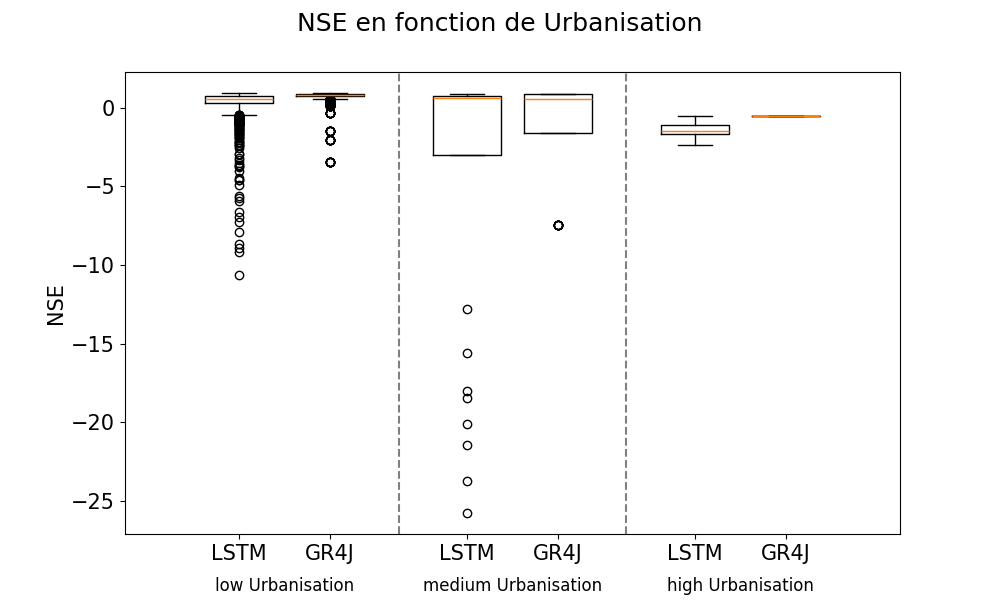 NSE en fonction de Urbanisation
NSE
0
−5
−10
−15
−20
−25
LSTM GR4J LSTM GR4J LSTM GR4J
low Urbanisation medium Urbanisation high Urbanisation